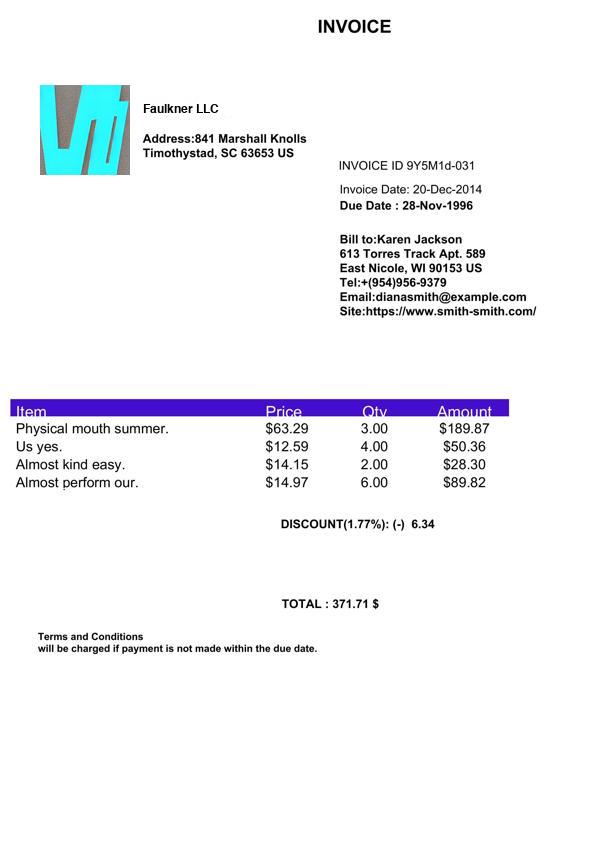 INVOICE
Faulkner LLC
Address:841 Marshall Knolls
Timothystad, SC 63653 US
INVOICE ID 9Y5M1d-031
Invoice Date: 20-Dec-2014
Due Date : 28-Nov-1996
Bill to:Karen Jackson
613 Torres Track Apt. 589
East Nicole, WI 90153 US
Tel:+(954)956-9379
Email:dianasmith@example.com
Site:https://www.smith-smith.com/
Item Price Qty Amount
Physical mouth summer. $63.29 3.00 $189.87
Us yes. $12.59 4.00 $50.36
Almost kind easy. $14.15 2.00 $28.30
Almost perform our. $14.97 6.00 $89.82
DISCOUNT(1.77%): (-) 6.34
TOTAL : 371.71 $
Terms and Conditions
will be charged if payment is not made within the due date.